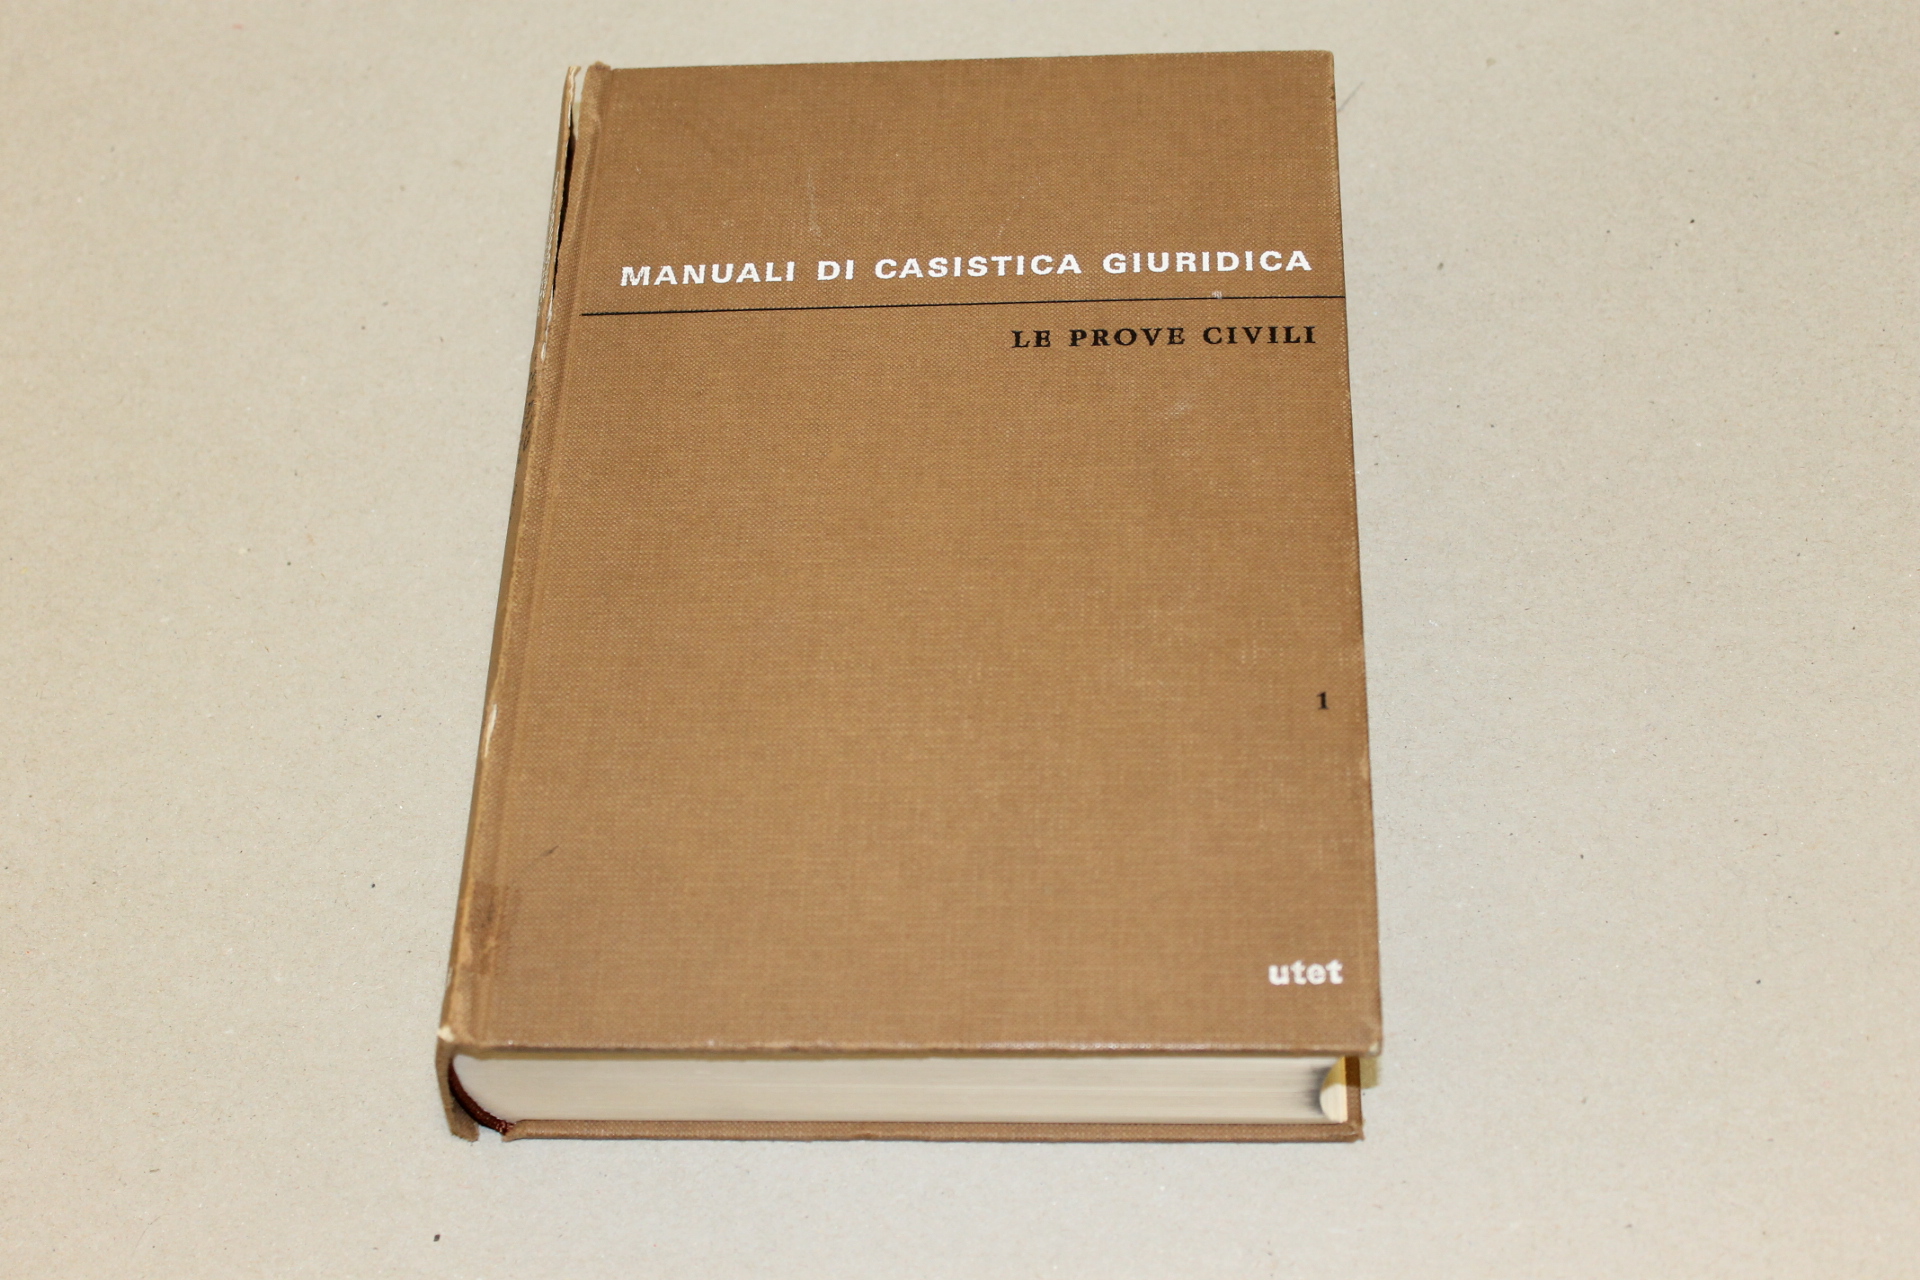 MANUALI DI CASISTICA GIURIDICA
LE PROVE CIVILI
1
utet